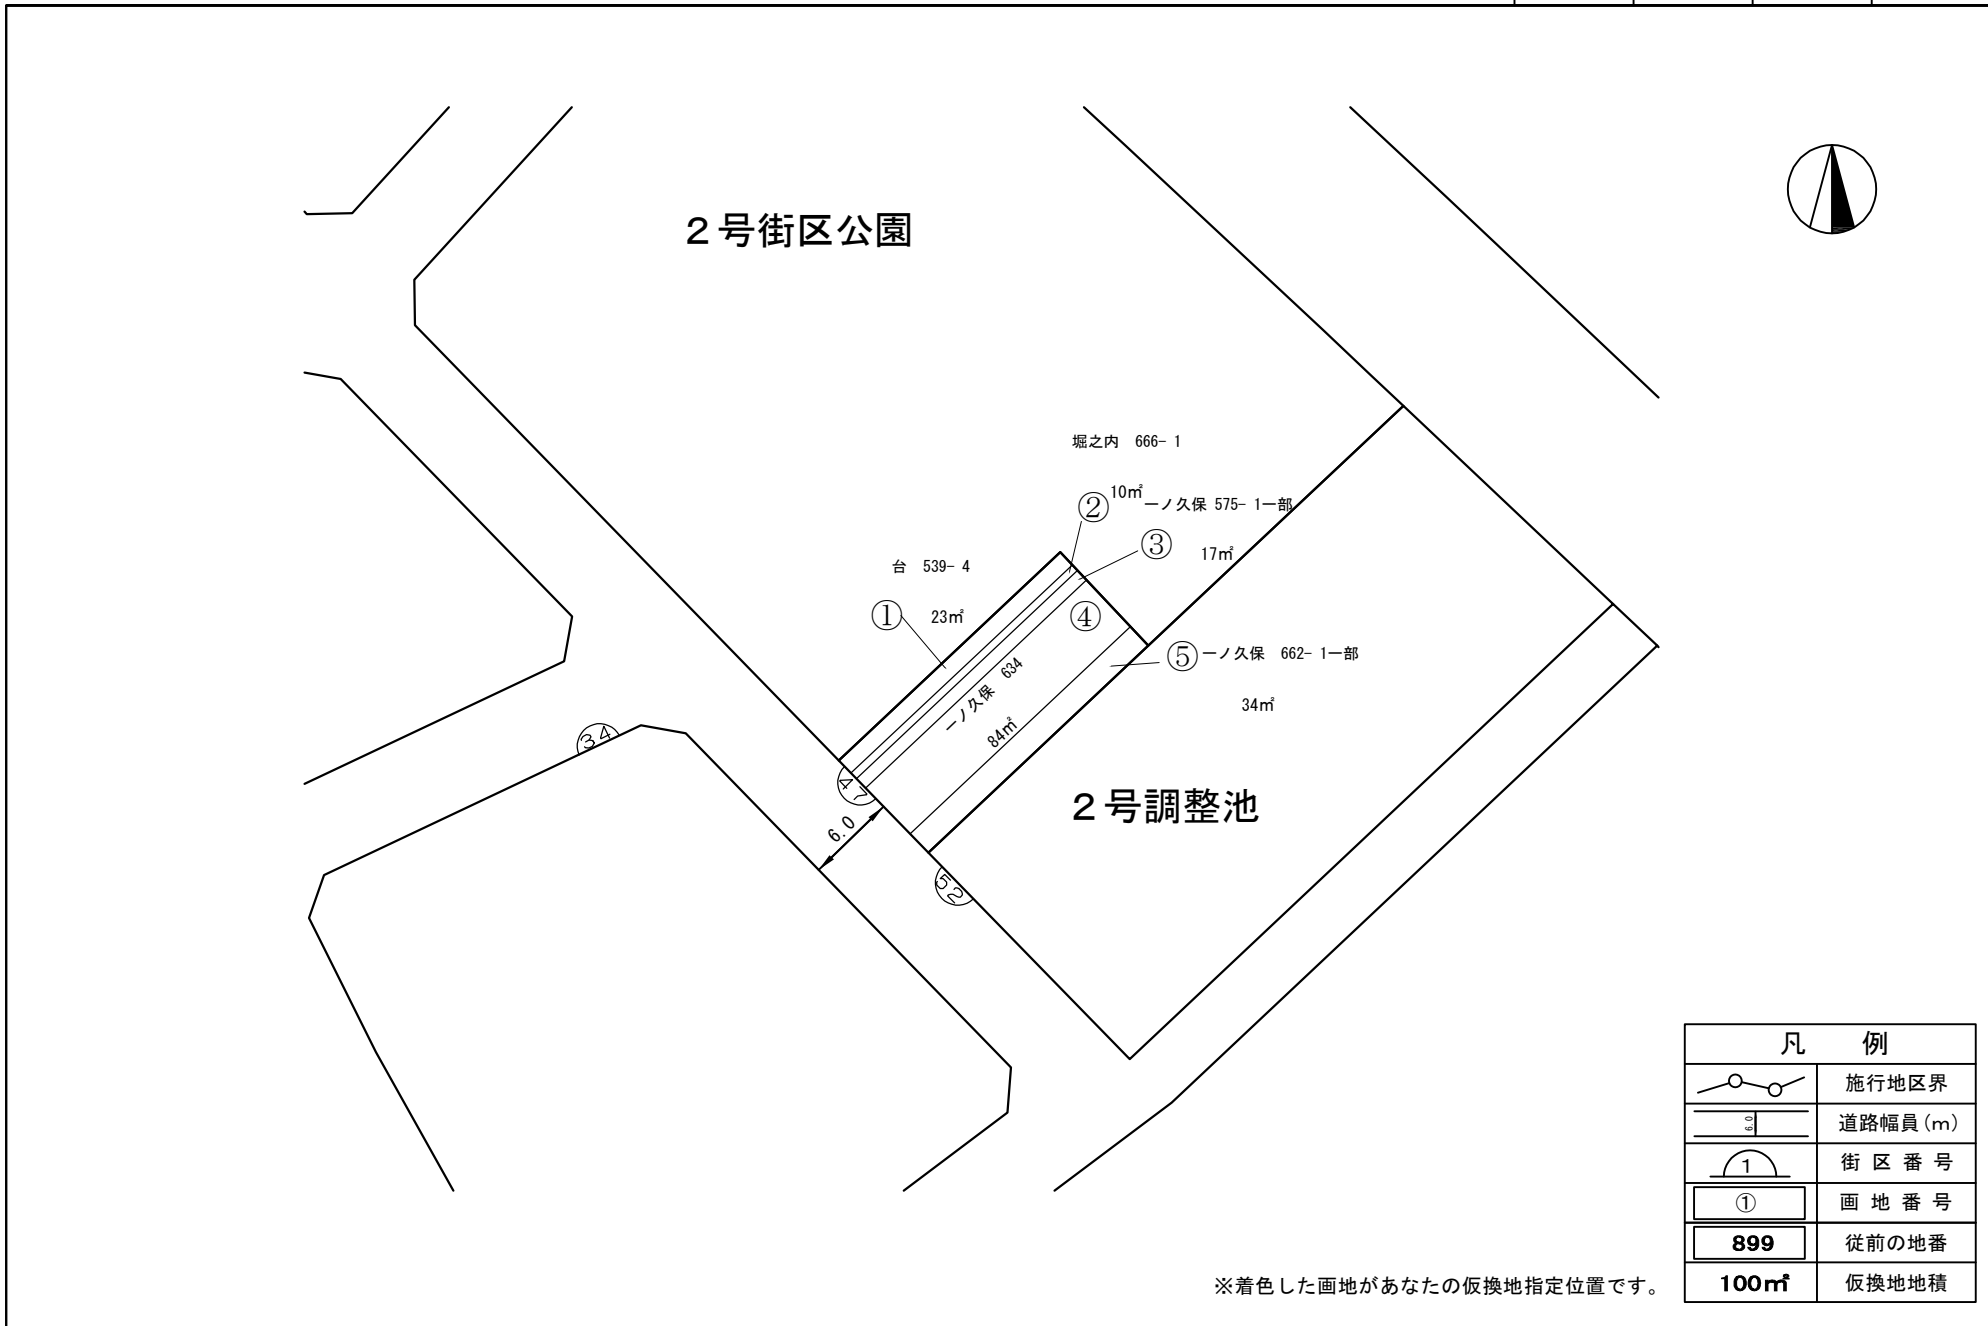 ２号街区公園
堀之内 666-1
10㎡
② 一ノ久保 575-1一部
③ 17㎡
台 539-4
① 23㎡
④
一ノ久保 634
84㎡
⑤ 一ノ久保 662-1一部
34㎡
34
47
6.0
52
２号調整池
凡 例
施行地区界
6.0 道路幅員(m)
1 街区番号
① 画地番号
899 従前の地番
100㎡ 仮換地地積
※着色した画地があなたの仮換地指定位置です。